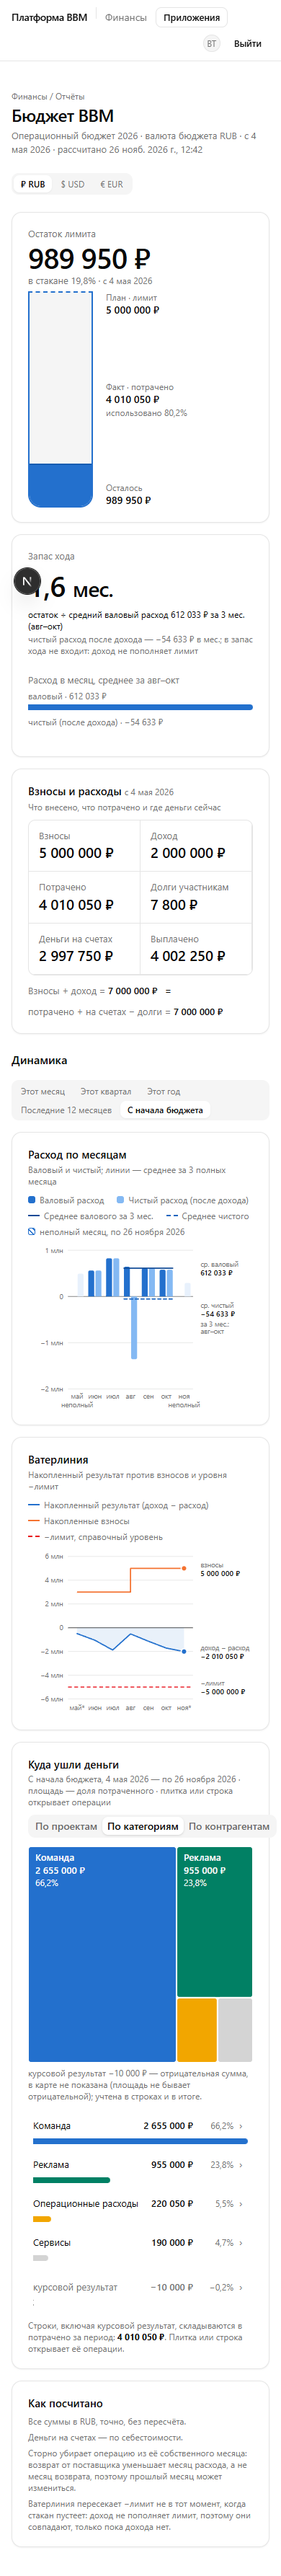 Платформа BBM
Финансы
Приложения
ВТ
Выйти
Финансы / Отчёты
Бюджет BBM
Операционный бюджет 2026 · валюта бюджета RUB · с 4
мая 2026 · рассчитано 26 нояб. 2026 г., 12:42
₽ RUB
$ USD
€ EUR
Остаток лимита
989 950 ₽
в стакане 19,8% · с 4 мая 2026
План · лимит
5 000 000 ₽
Факт · потрачено
4 010 050 ₽
использовано 80,2%
Осталось
989 950 ₽
Запас хода
N
1,6 мес.
остаток ÷ средний валовой расход 612 033 ₽ за 3 мес.
(авг–окт)
чистый расход после дохода — −54 633 ₽ в мес.; в запас
хода не входит: доход не пополняет лимит
Расход в месяц, среднее за авг–окт
валовый · 612 033 ₽
чистый (после дохода) · −54 633 ₽
Взносы и расходы с 4 мая 2026
Что внесено, что потрачено и где деньги сейчас
Взносы
5 000 000 ₽
Доход
2 000 000 ₽
Потрачено
4 010 050 ₽
Долги участникам
7 800 ₽
Деньги на счетах
2 997 750 ₽
Выплачено
4 002 250 ₽
Взносы + доход = 7 000 000 ₽ =
потрачено + на счетах − долги = 7 000 000 ₽
Динамика
Этот месяц
Этот квартал
Этот год
Последние 12 месяцев
С начала бюджета
Расход по месяцам
Валовый и чистый; линии — среднее за 3 полных
месяца
Валовый расход
Чистый расход (после дохода)
Среднее валового за 3 мес.
Среднее чистого
неполный месяц, по 26 ноября 2026
1 млн
0
−1 млн
−2 млн
ср. валовый
612 033 ₽
ср. чистый
−54 633 ₽
за 3 мес.:
авг–окт
май июн июл авг сен окт ноя
неполный неполный
Ватерлиния
Накопленный результат против взносов и уровня
−лимит
Накопленный результат (доход − расход)
Накопленные взносы
−лимит, справочный уровень
6 млн
4 млн
2 млн
0
−2 млн
−4 млн
−6 млн
взносы
5 000 000 ₽
доход − расход
−2 010 050 ₽
−лимит
−5 000 000 ₽
май* июн июл авг сен окт ноя*
Куда ушли деньги
С начала бюджета, 4 мая 2026 — по 26 ноября 2026 ·
площадь — доля потраченного · плитка или строка
открывает операции
По проектам
По категориям
По контрагентам
Команда
2 655 000 ₽
66,2%
Реклама
955 000 ₽
23,8%
курсовой результат −10 000 ₽ — отрицательная сумма,
в карте не показана (площадь не бывает
отрицательной); учтена в строках и в итоге.
Команда 2 655 000 ₽ 66,2% ›
Реклама 955 000 ₽ 23,8% ›
Операционные расходы 220 050 ₽ 5,5% ›
Сервисы 190 000 ₽ 4,7% ›
курсовой результат −10 000 ₽ −0,2% ›
Строки, включая курсовой результат, складываются в
потрачено за период: 4 010 050 ₽. Плитка или строка
открывает её операции.
Как посчитано
Все суммы в RUB, точно, без пересчёта.
Деньги на счетах — по себестоимости.
Сторно убирает операцию из её собственного месяца:
возврат от поставщика уменьшает месяц расхода, а не
месяц возврата, поэтому прошлый месяц может
измениться.
Ватерлиния пересекает −лимит не в тот момент, когда
стакан пустеет: доход не пополняет лимит, поэтому они
совпадают, только пока дохода нет.